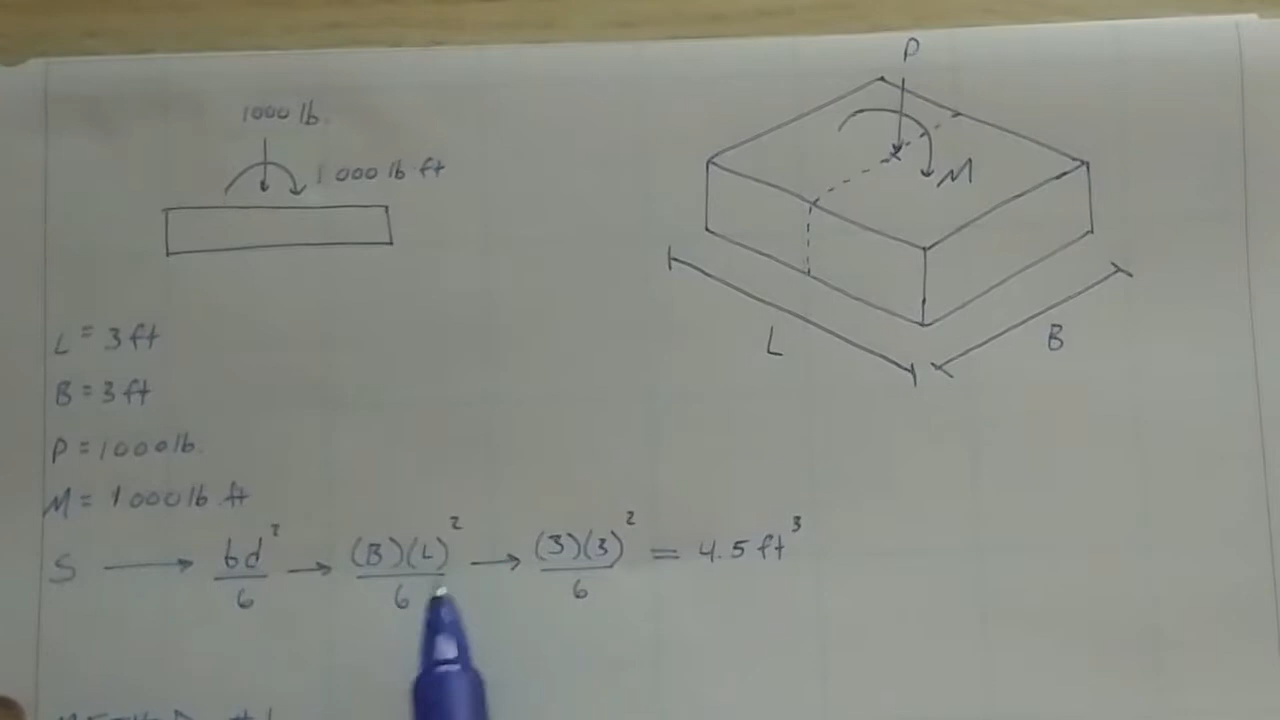 1000 lb.
1000 lb ft
P
M
L
B
L = 3 ft
B = 3 ft
P = 1000 lb.
M = 1000 lb ft
S → bd²/6 → (B)(L)²/6 → (3)(3)²/6 = 4.5 ft³